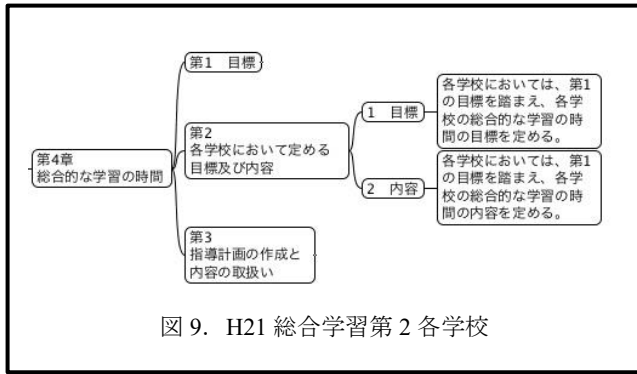 第1　目標
第4章
総合的な学習の時間
第2
各学校において定める
目標及び内容
1　目標
各学校においては、第1
の目標を踏まえ、各学
校の総合的な学習の時
間の目標を定める。
2　内容
各学校においては、第1
の目標を踏まえ、各学
校の総合的な学習の時
間の内容を定める。
第3
指導計画の作成と
内容の取扱い
図 9． H21 総合学習第 2 各学校